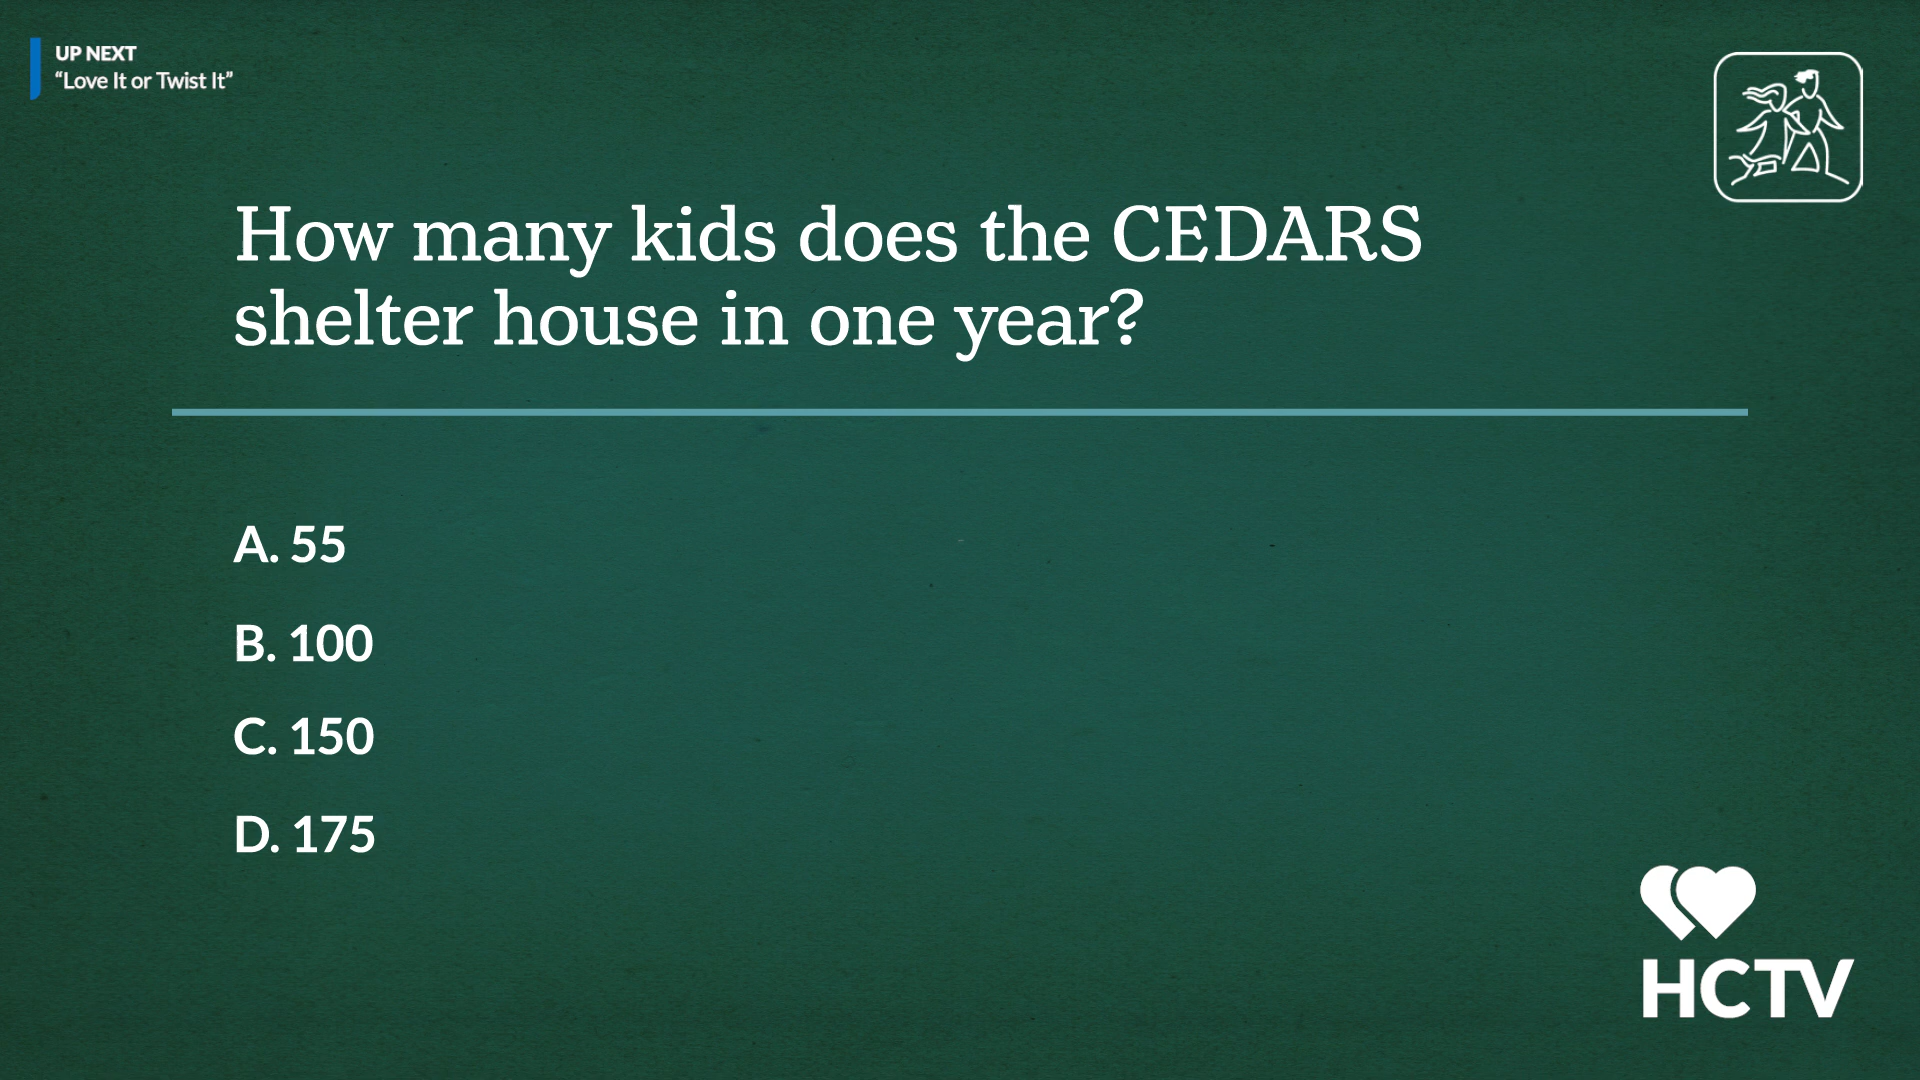 UP NEXT
“Love It or Twist It”
How many kids does the CEDARS
shelter house in one year?
A. 55
B. 100
C. 150
D. 175
HCTV